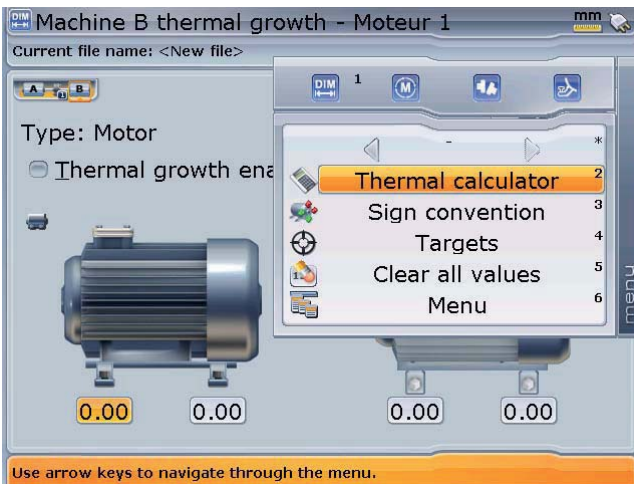 DIM
Machine B thermal growth - Moteur 1
mm
Current file name: <New file>
A B
DIM 1 M
Type: Motor
Thermal growth ena
- *
Thermal calculator 2
Sign convention 3
Targets 4
Clear all values 5
Menu 6
menu
0.00 0.00 0.00 0.00
Use arrow keys to navigate through the menu.